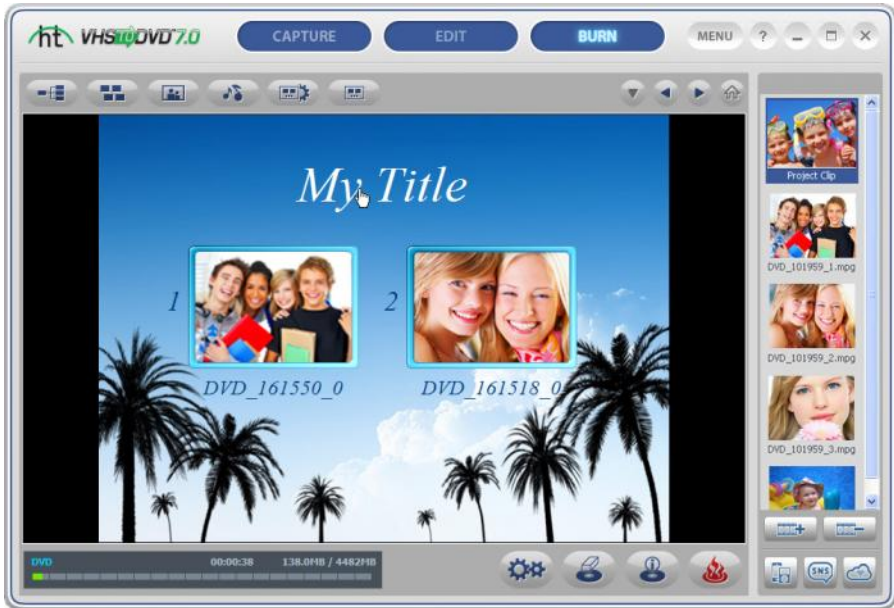 ht VHS to DVD 7.0
CAPTURE
EDIT
BURN
MENU
?
My Title
1
2
DVD_161550_0
DVD_161518_0
Project Clip
DVD_101959_1.mpg
DVD_101959_2.mpg
DVD_101959_3.mpg
DVD 00:00:38 138.0MB / 4482MB
SNS